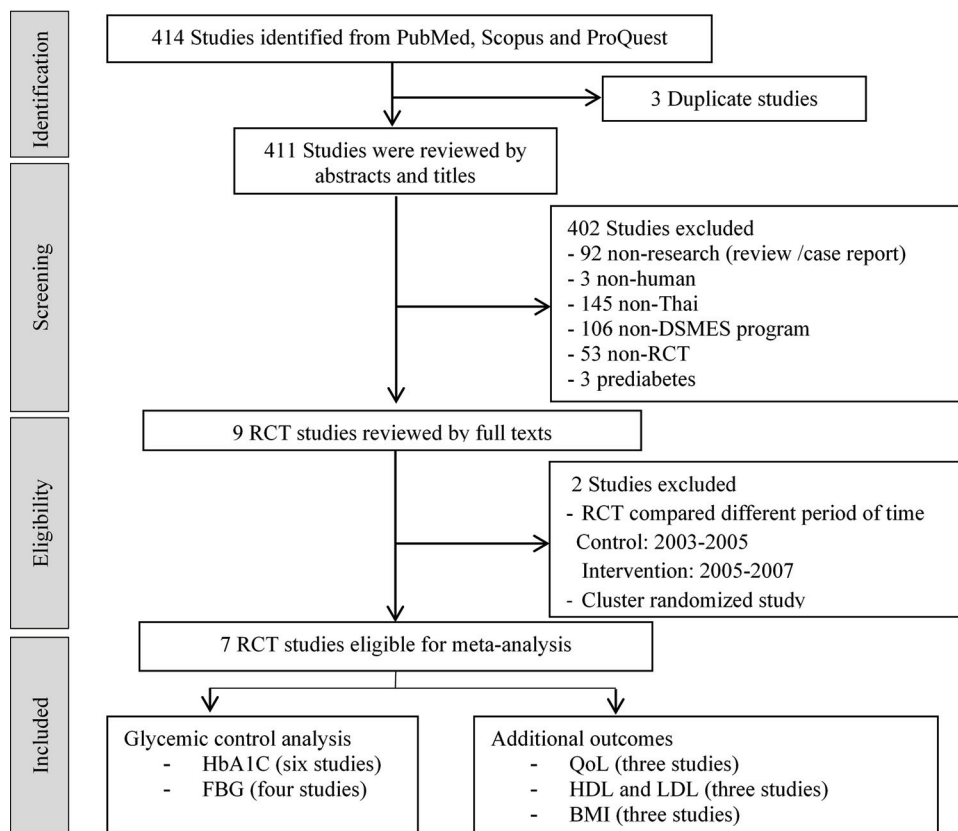 414 Studies identified from PubMed, Scopus and ProQuest
Identification
3 Duplicate studies
411 Studies were reviewed by
abstracts and titles
Screening
402 Studies excluded
- 92 non-research (review /case report)
- 3 non-human
- 145 non-Thai
- 106 non-DSMES program
- 53 non-RCT
- 3 prediabetes
9 RCT studies reviewed by full texts
Eligibility
2 Studies excluded
- RCT compared different period of time
Control: 2003-2005
Intervention: 2005-2007
- Cluster randomized study
7 RCT studies eligible for meta-analysis
Included
Glycemic control analysis
- HbA1C (six studies)
- FBG (four studies)
Additional outcomes
- QoL (three studies)
- HDL and LDL (three studies)
- BMI (three studies)